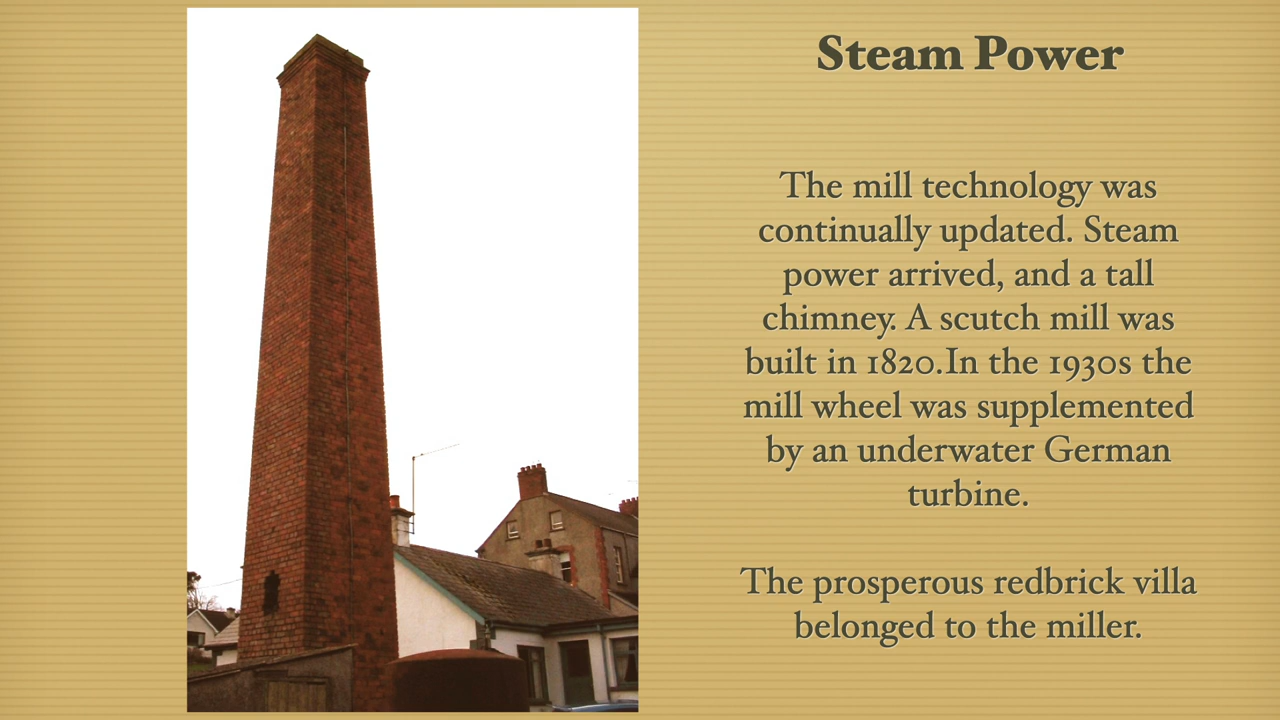 Steam Power
The mill technology was
continually updated. Steam
power arrived, and a tall
chimney. A scutch mill was
built in 1820.In the 1930s the
mill wheel was supplemented
by an underwater German
turbine.
The prosperous redbrick villa
belonged to the miller.